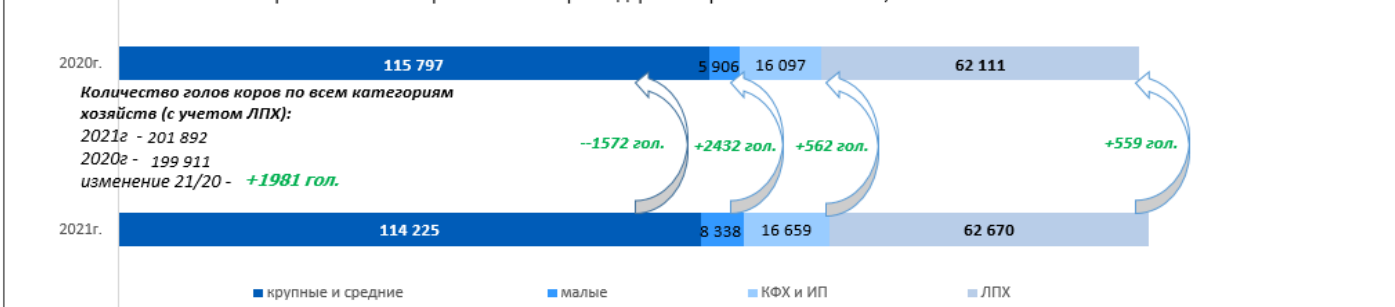 2020г.
115 797
5 906
16 097
62 111
Количество голов коров по всем категориям
хозяйств (с учетом ЛПХ):
2021г - 201 892
2020г - 199 911
изменение 21/20 - +1981 гол.
--1572 гол.
+2432 гол.
+562 гол.
+559 гол.
2021г.
114 225
8 338
16 659
62 670
крупные и средние
малые
КФХ и ИП
ЛПХ